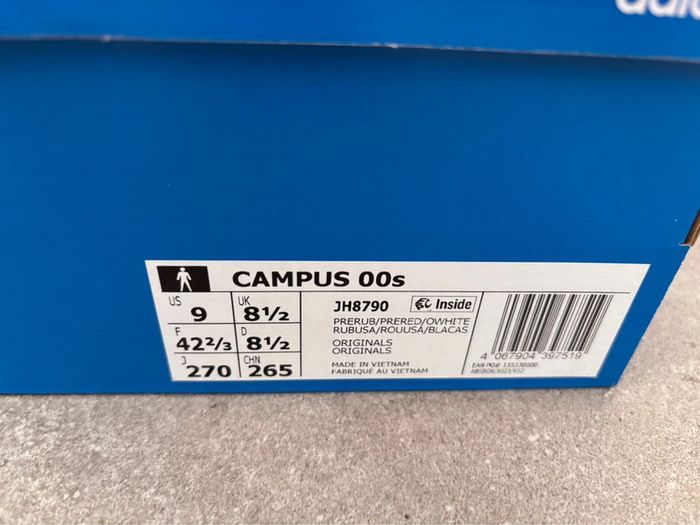 CAMPUS 00s
US 9 UK 8½
F 42⅔ D 8½
J 270 CHN 265
JH8790 Inside
PRERUB/PRERED/OWHITE
RUBUSA/ROUUSA/BLACAS
ORIGINALS
ORIGINALS
MADE IN VIETNAM
FABRIQUÉ AU VIETNAM
4 067904 397519